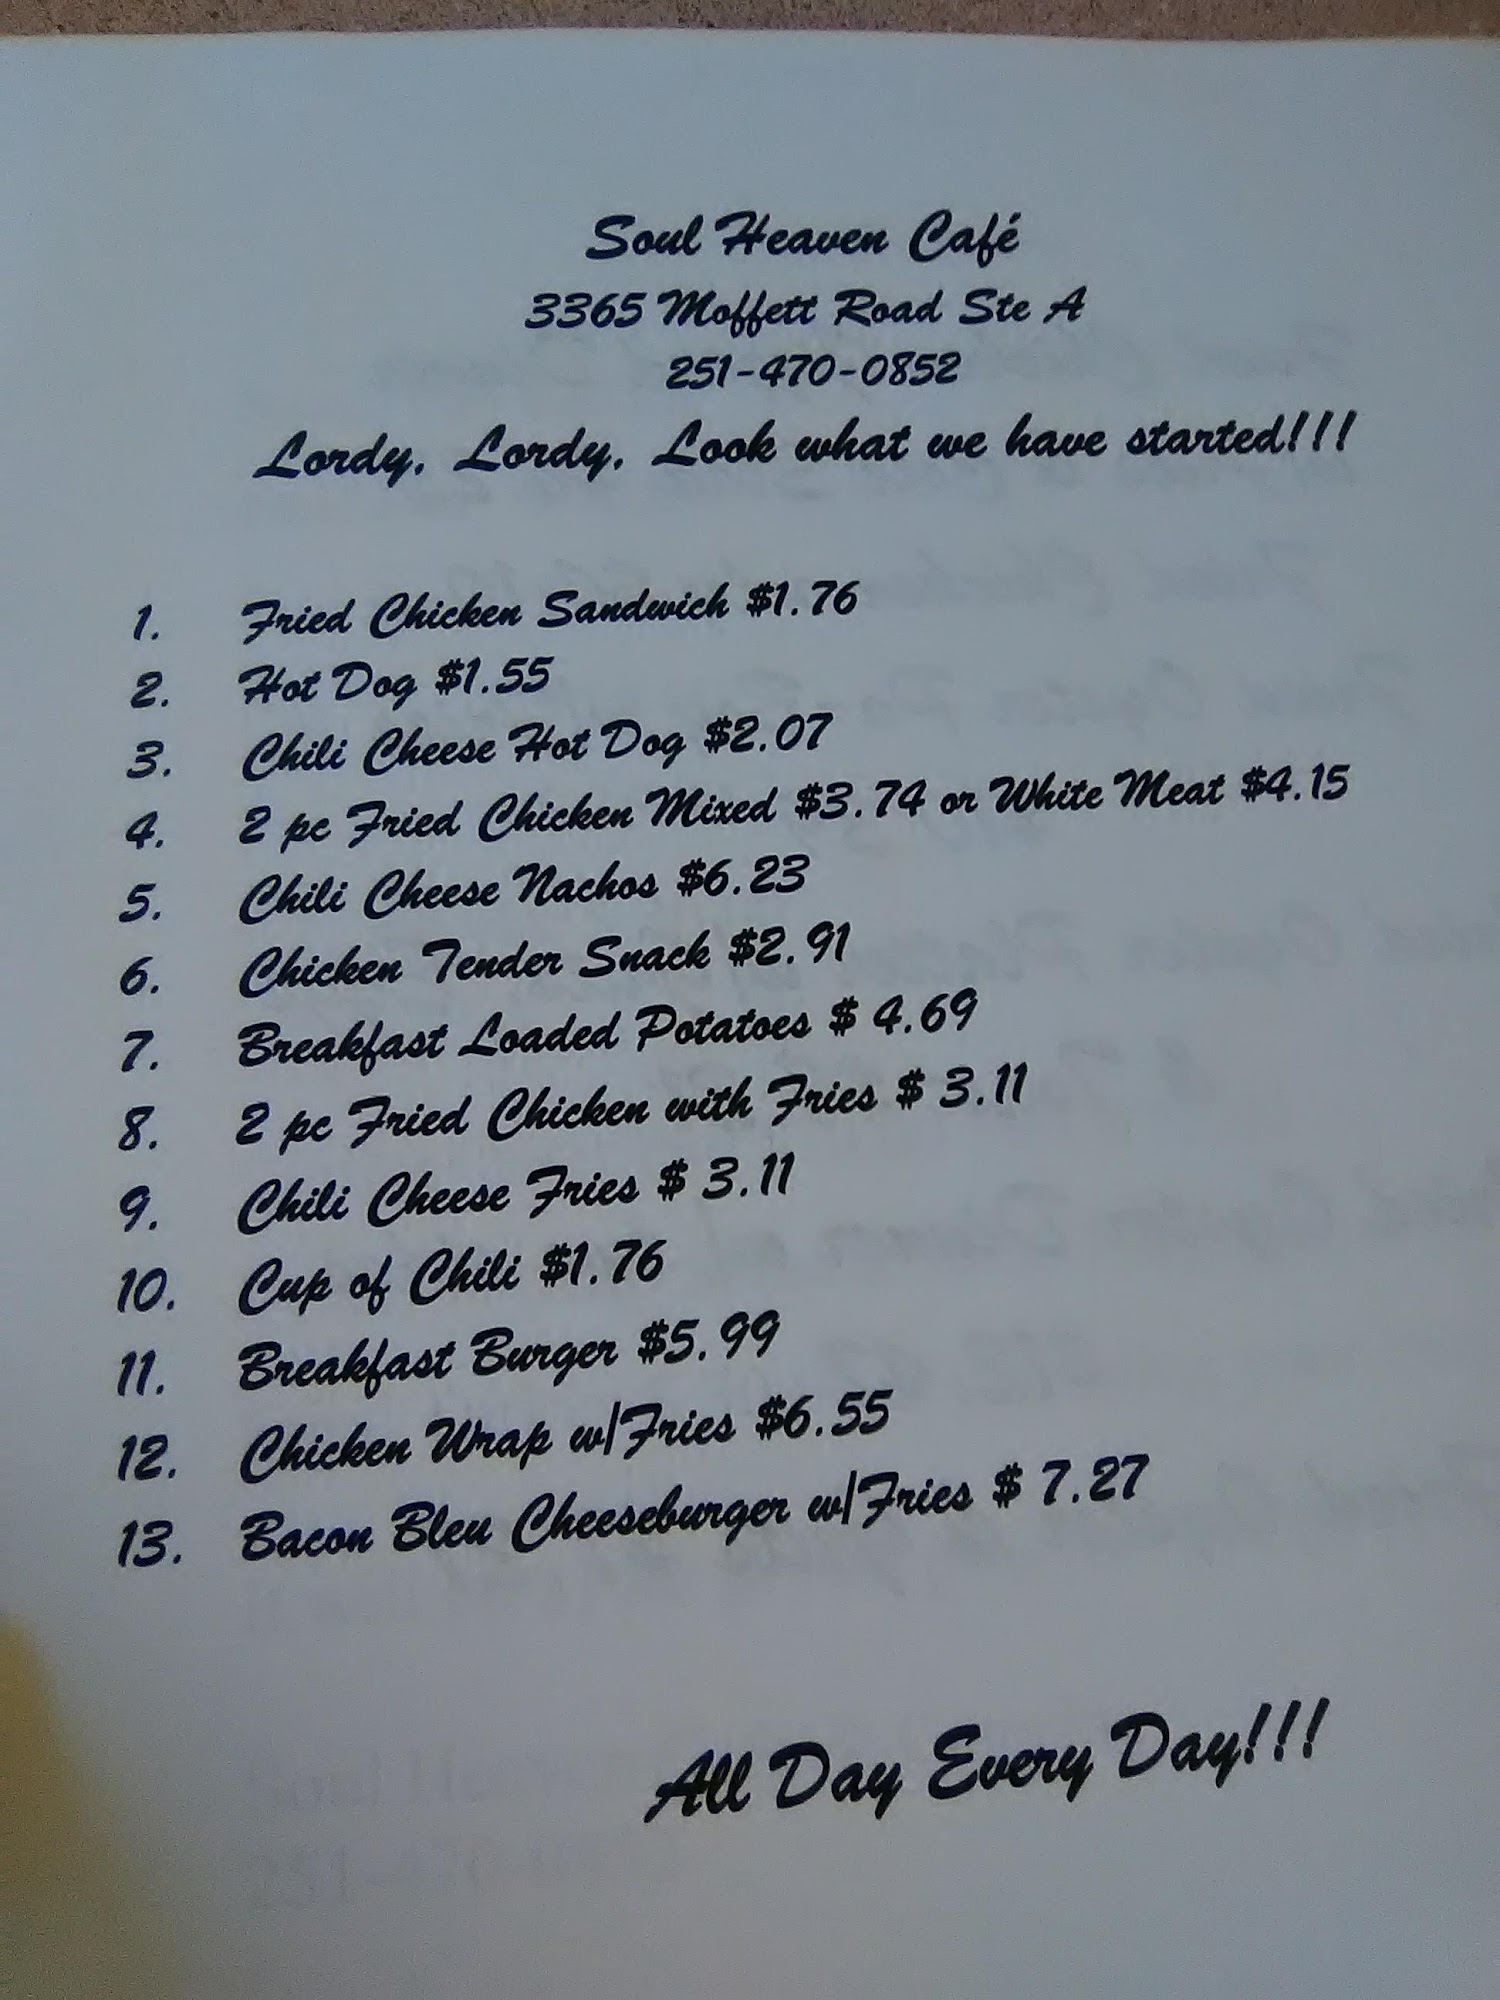 Soul Heaven Café
3365 Moffett Road Ste A
251-470-0852
Lordy, Lordy, Look what we have started!!!
1. Fried Chicken Sandwich $1.76
2. Hot Dog $1.55
3. Chili Cheese Hot Dog $2.07
4. 2 pc Fried Chicken Mixed $3.74 or White Meat $4.15
5. Chili Cheese Nachos $6.23
6. Chicken Tender Snack $2.91
7. Breakfast Loaded Potatoes $ 4.69
8. 2 pc Fried Chicken with Fries $ 3.11
9. Chili Cheese Fries $ 3.11
10. Cup of Chili $1.76
11. Breakfast Burger $5.99
12. Chicken Wrap w/Fries $6.55
13. Bacon Bleu Cheeseburger w/Fries $ 7.27
All Day Every Day!!!